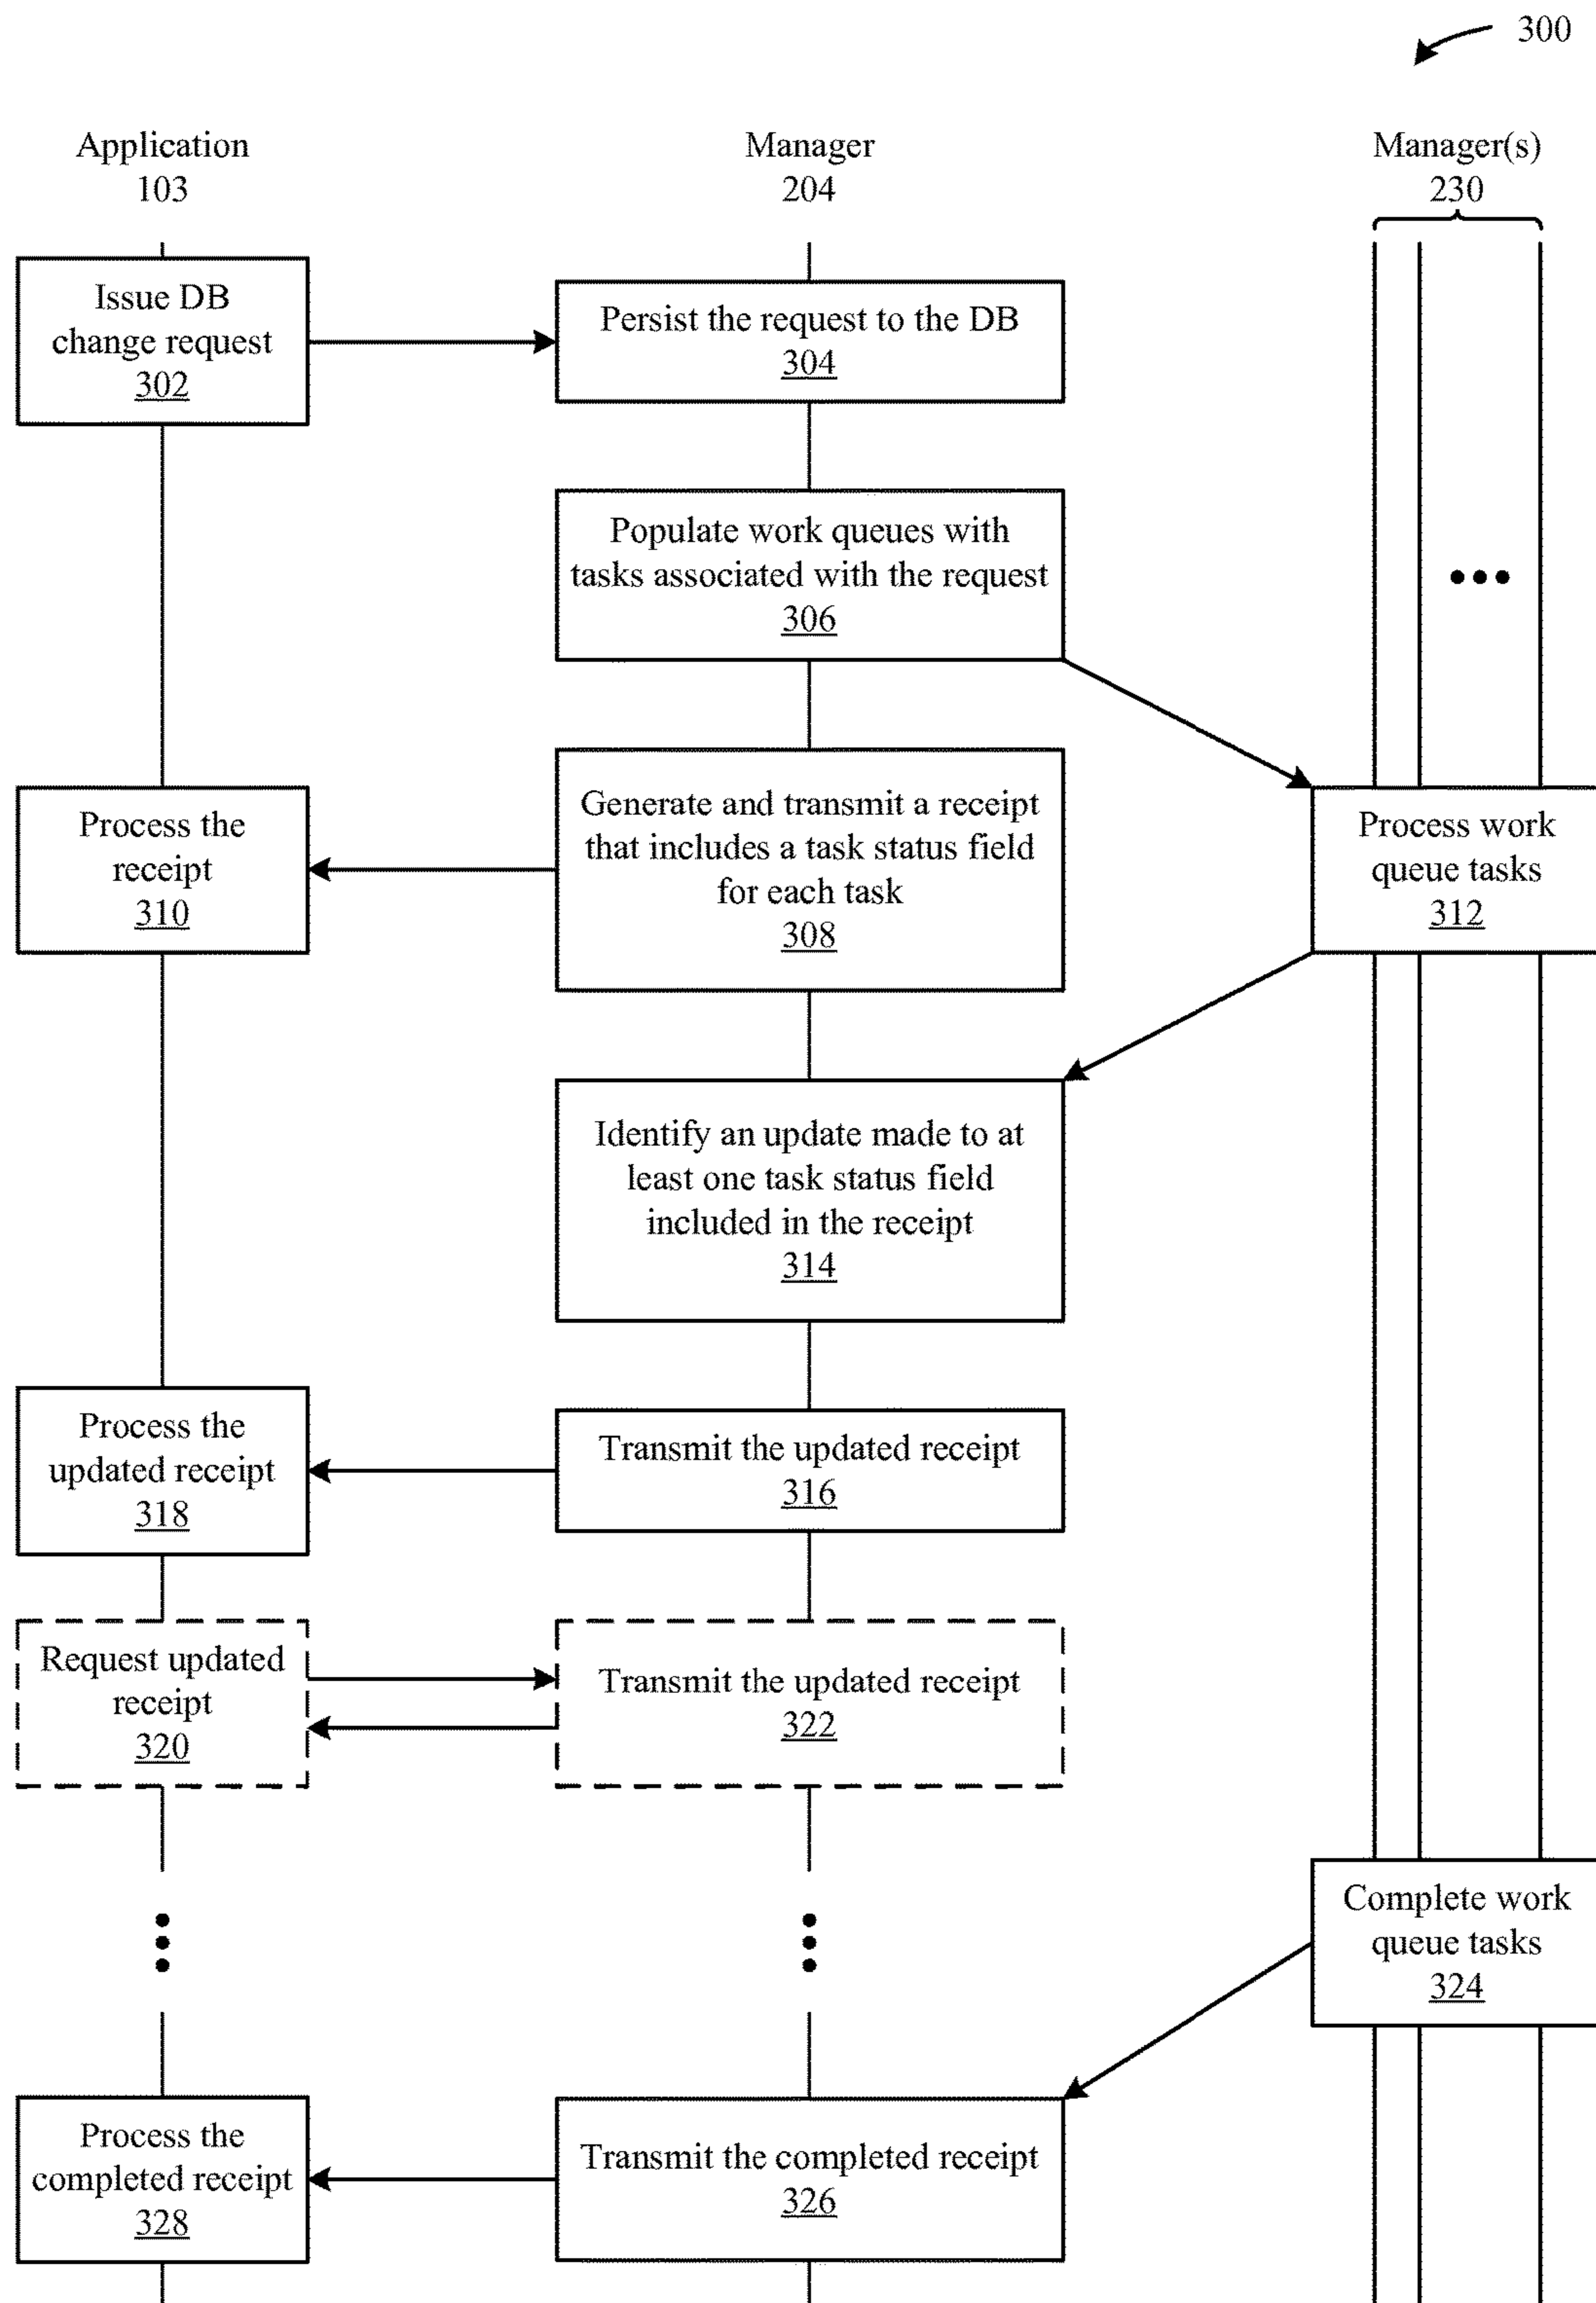 300
Application
103
Manager
204
Manager(s)
230
Issue DB
change request
302
Persist the request to the DB
304
Populate work queues with
tasks associated with the request
306
Generate and transmit a receipt
that includes a task status field
for each task
308
Process the
receipt
310
Process work
queue tasks
312
Identify an update made to at
least one task status field
included in the receipt
314
Transmit the updated receipt
316
Process the
updated receipt
318
Request updated
receipt
320
Transmit the updated receipt
322
Complete work
queue tasks
324
Transmit the completed receipt
326
Process the
completed receipt
328